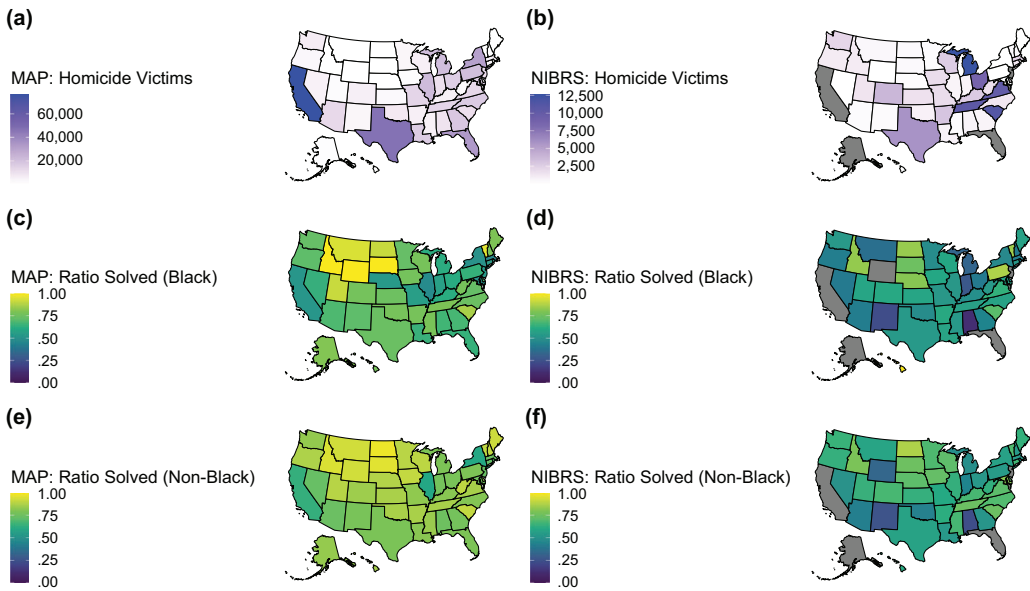 (a)
MAP: Homicide Victims
60,000
40,000
20,000
(b)
NIBRS: Homicide Victims
12,500
10,000
7,500
5,000
2,500
(c)
MAP: Ratio Solved (Black)
1.00
.75
.50
.25
.00
(d)
NIBRS: Ratio Solved (Black)
1.00
.75
.50
.25
.00
(e)
MAP: Ratio Solved (Non-Black)
1.00
.75
.50
.25
.00
(f)
NIBRS: Ratio Solved (Non-Black)
1.00
.75
.50
.25
.00